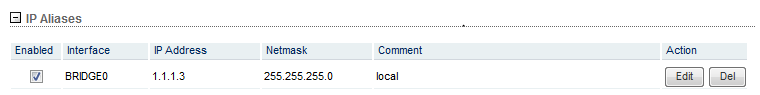 IP Aliases
Enabled Interface IP Address Netmask Comment Action
BRIDGE0 1.1.1.3 255.255.255.0 local Edit Del